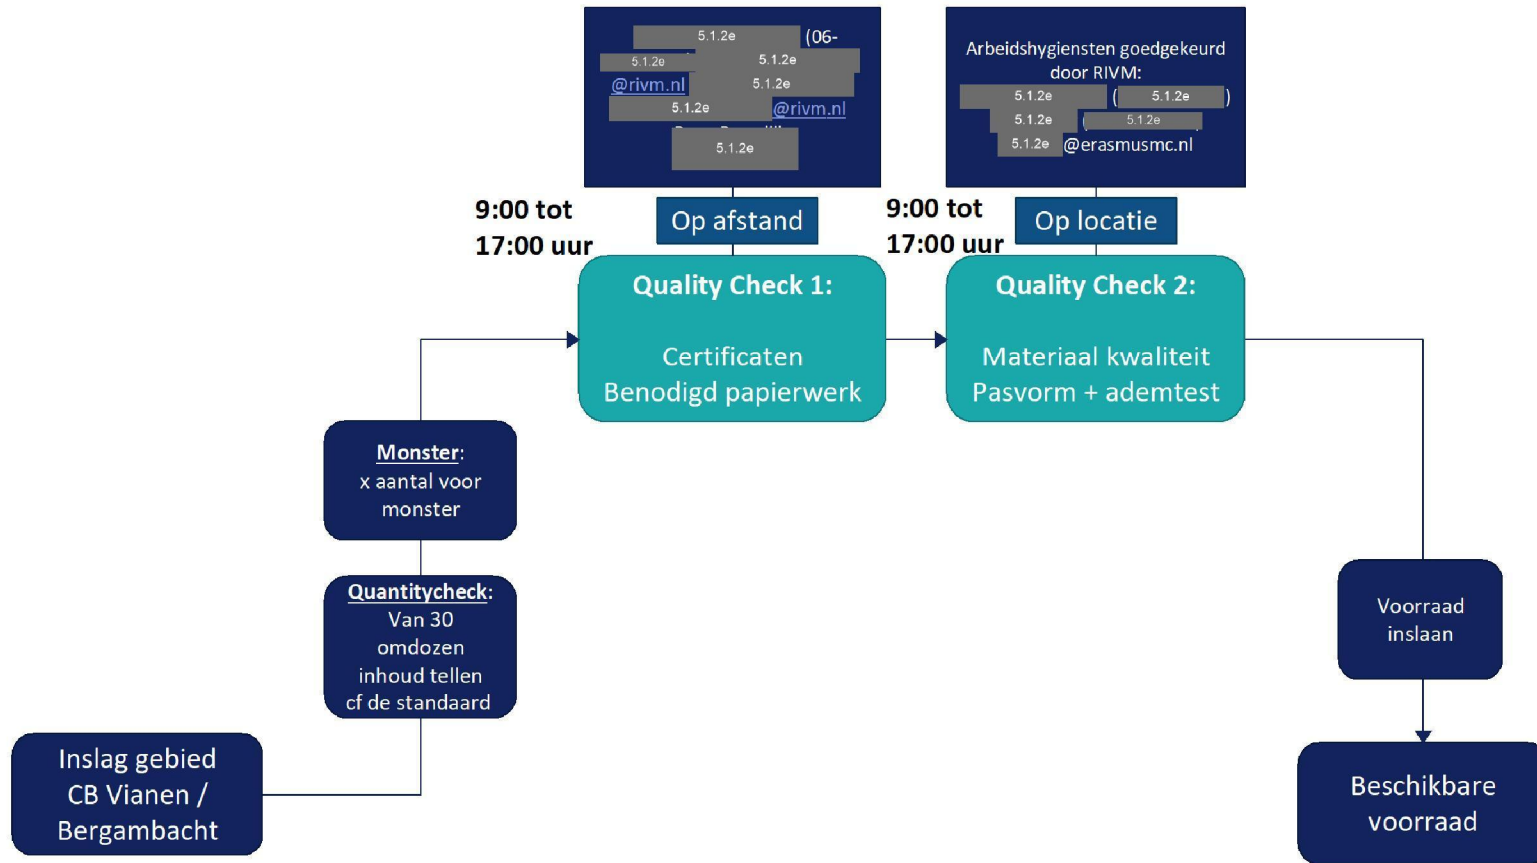 5.1.2e (06-
5.1.2e 5.1.2e
@rivm.nl 5.1.2e
5.1.2e @rivm.nl
5.1.2e
Arbeidshygiensten goedgekeurd
door RIVM:
5.1.2e ( 5.1.2e )
5.1.2e ( 5.1.2e
5.1.2e @erasmusmc.nl
9:00 tot
17:00 uur
Op afstand
9:00 tot
17:00 uur
Op locatie
Quality Check 1:
Certificaten
Benodigd papierwerk
Quality Check 2:
Materiaal kwaliteit
Pasvorm + ademtest
Monster:
x aantal voor
monster
Quantitycheck:
Van 30
omdozen
inhoud tellen
cf de standaard
Inslag gebied
CB Vianen /
Bergambacht
Voorraad
inslaan
Beschikbare
voorraad